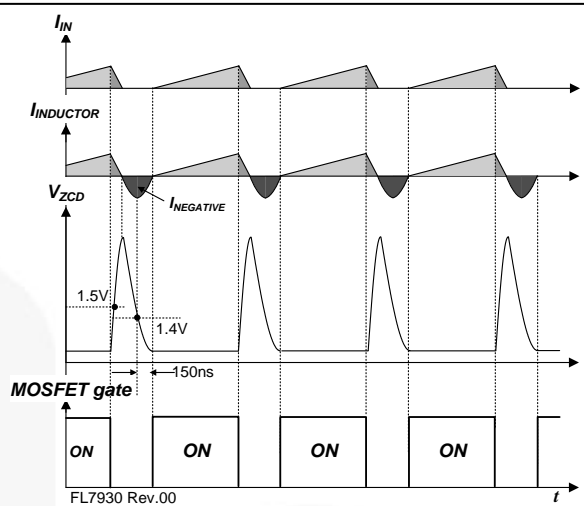 I_IN
I_INDUCTOR
V_ZCD
I_NEGATIVE
1.5V
1.4V
150ns
MOSFET gate
ON
ON
ON
ON
FL7930 Rev.00
t